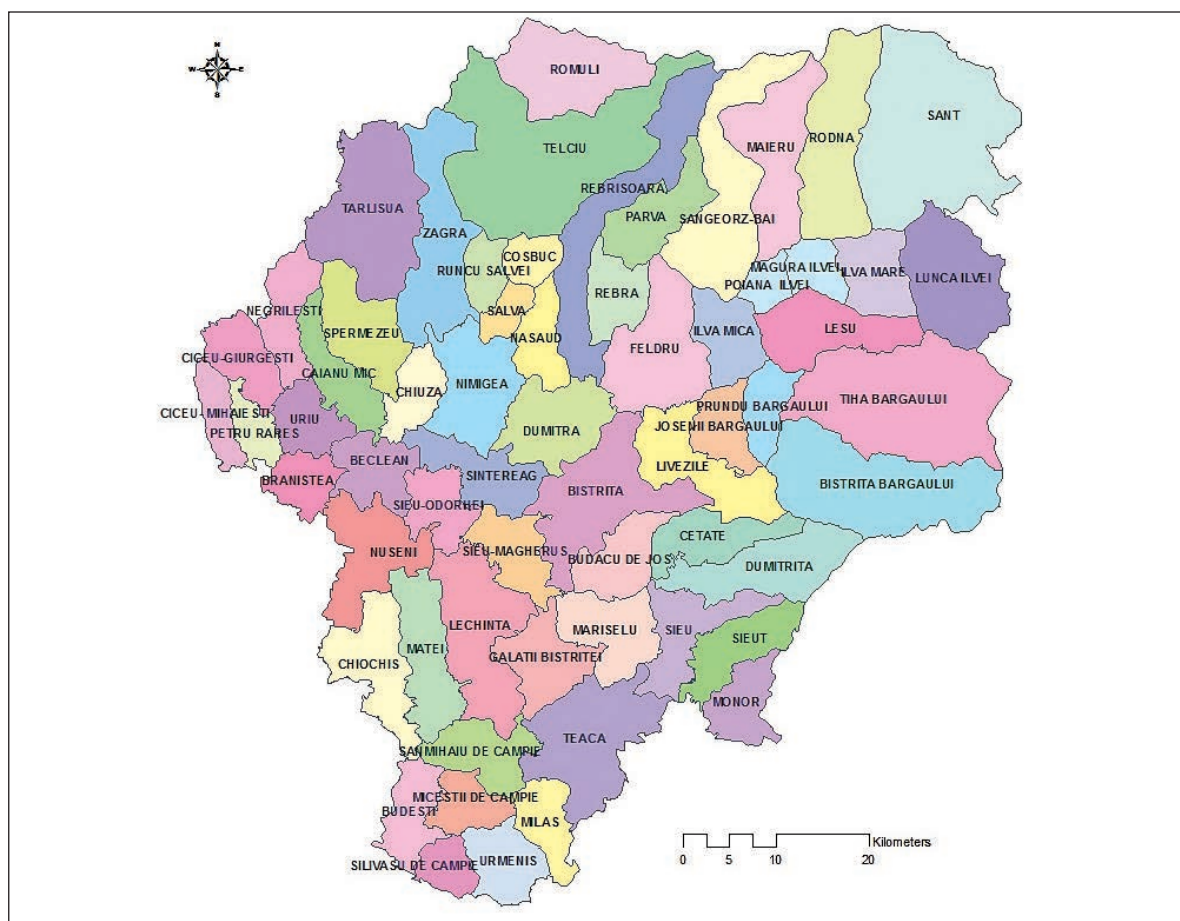 N
W E
S
ROMULI
SANT
TELCIU
MAIERU
RODNA
REBRISOARA
TARLISUA
PARVA
SANGEORZ-BAI
ZAGRA
COSBUC
RUNCU SALVEI
MAGURA ILVEI
ILVA MARE
LUNCA ILVEI
POIANA ILVEI
REBRA
NEGRILESTI
SALVA
LESU
SPERMEZEU
NASAUD
ILVA MICA
FELDRU
CICEU-GIURGESTI
CAIANU MIC
NIMIGEA
CHIUZA
TIHA BARGAULUI
PRUNDU BARGAULUI
CICEU-MIHAIESTI
URIU
JOSENII BARGAULUI
PETRU RARES
DUMITRA
BECLEAN
LIVEZILE
SINTEREAG
BRANISTEA
BISTRITA BARGAULUI
BISTRITA
SIEU-ODORHEI
CETATE
NUSENI
SIEU-MAGHERUS
BUDACU DE JOS
DUMITRITA
LECHINTA
MARISELU
SIEU
SIEUT
MATEI
GALATII BISTRITEI
CHIOCHIS
MONOR
TEACA
SANMIHAIU DE CAMPIE
MICESTII DE CAMPIE
BUDESTI
MILAS
Kilometers
0 5 10 20
URMENIS
SILIVASU DE CAMPIE